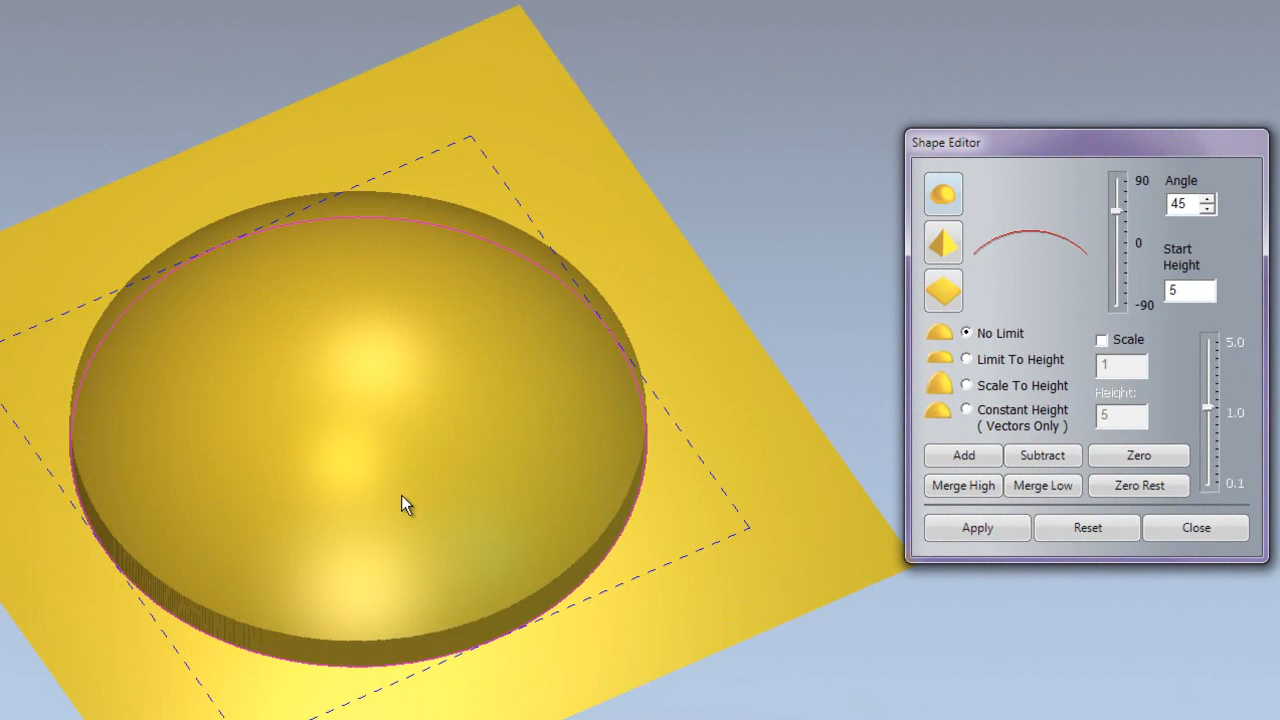 Shape Editor
90
Angle
45
0
Start
Height
5
-90
No Limit
Scale
5.0
Limit To Height
1
Scale To Height
Height:
Constant Height
5
1.0
( Vectors Only )
Add
Subtract
Zero
Merge High
Merge Low
Zero Rest
0.1
Apply
Reset
Close